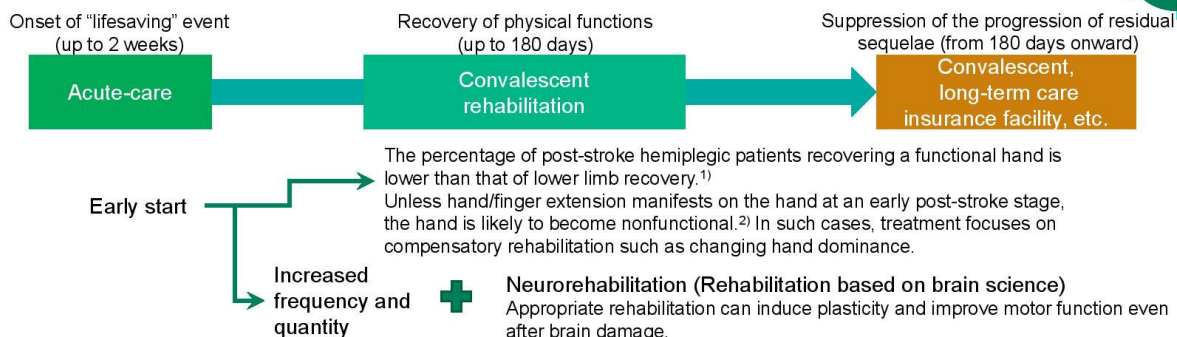 Onset of “lifesaving” event
(up to 2 weeks)
Recovery of physical functions
(up to 180 days)
Suppression of the progression of residual
sequelae (from 180 days onward)
Acute-care
Convalescent
rehabilitation
Convalescent,
long-term care
insurance facility, etc.
The percentage of post-stroke hemiplegic patients recovering a functional hand is
lower than that of lower limb recovery.1)
Unless hand/finger extension manifests on the hand at an early post-stroke stage,
the hand is likely to become nonfunctional.2) In such cases, treatment focuses on
compensatory rehabilitation such as changing hand dominance.
Early start
Increased
frequency and
quantity
Neurorehabilitation (Rehabilitation based on brain science)
Appropriate rehabilitation can induce plasticity and improve motor function even
after brain damage.